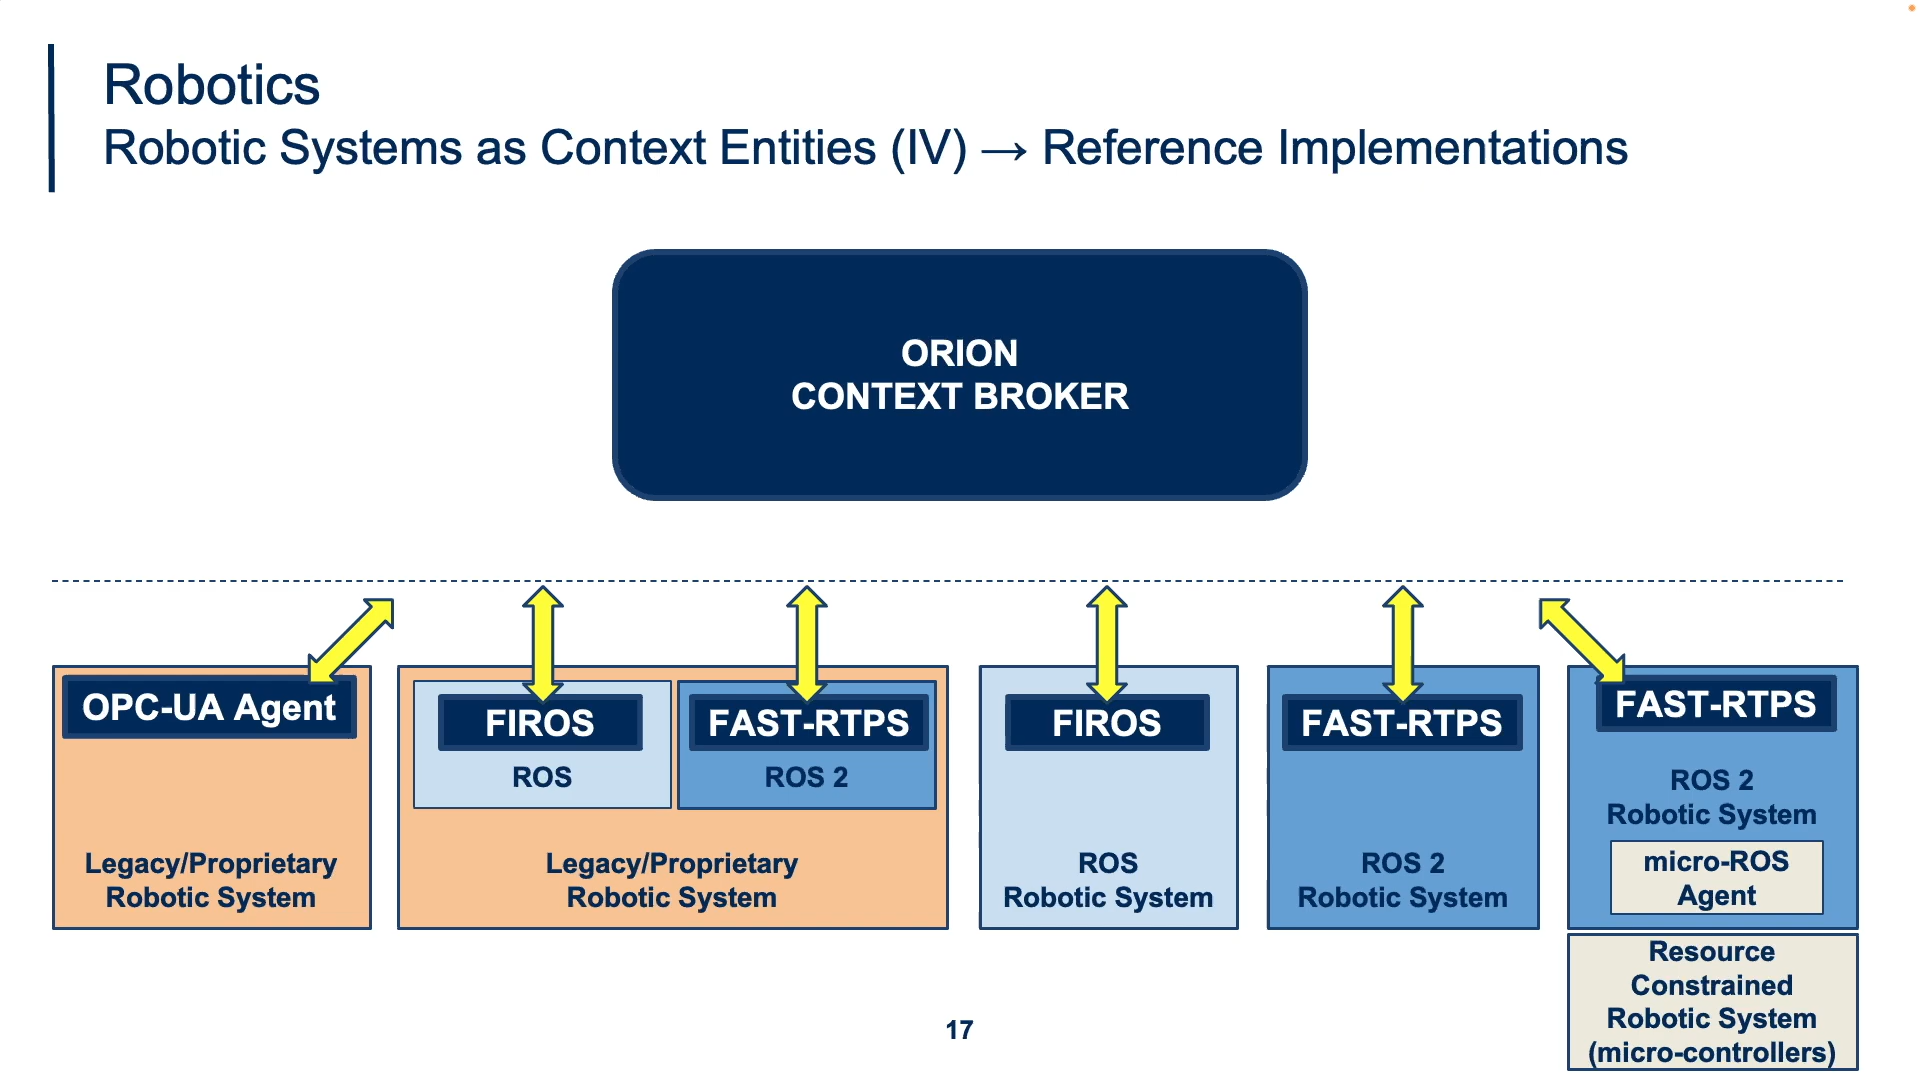 Robotics
Robotic Systems as Context Entities (IV) → Reference Implementations
ORION
CONTEXT BROKER
OPC-UA Agent
Legacy/Proprietary
Robotic System
FIROS
ROS
FAST-RTPS
ROS 2
Legacy/Proprietary
Robotic System
FIROS
ROS
Robotic System
FAST-RTPS
ROS 2
Robotic System
FAST-RTPS
ROS 2
Robotic System
micro-ROS
Agent
Resource
Constrained
Robotic System
(micro-controllers)
17